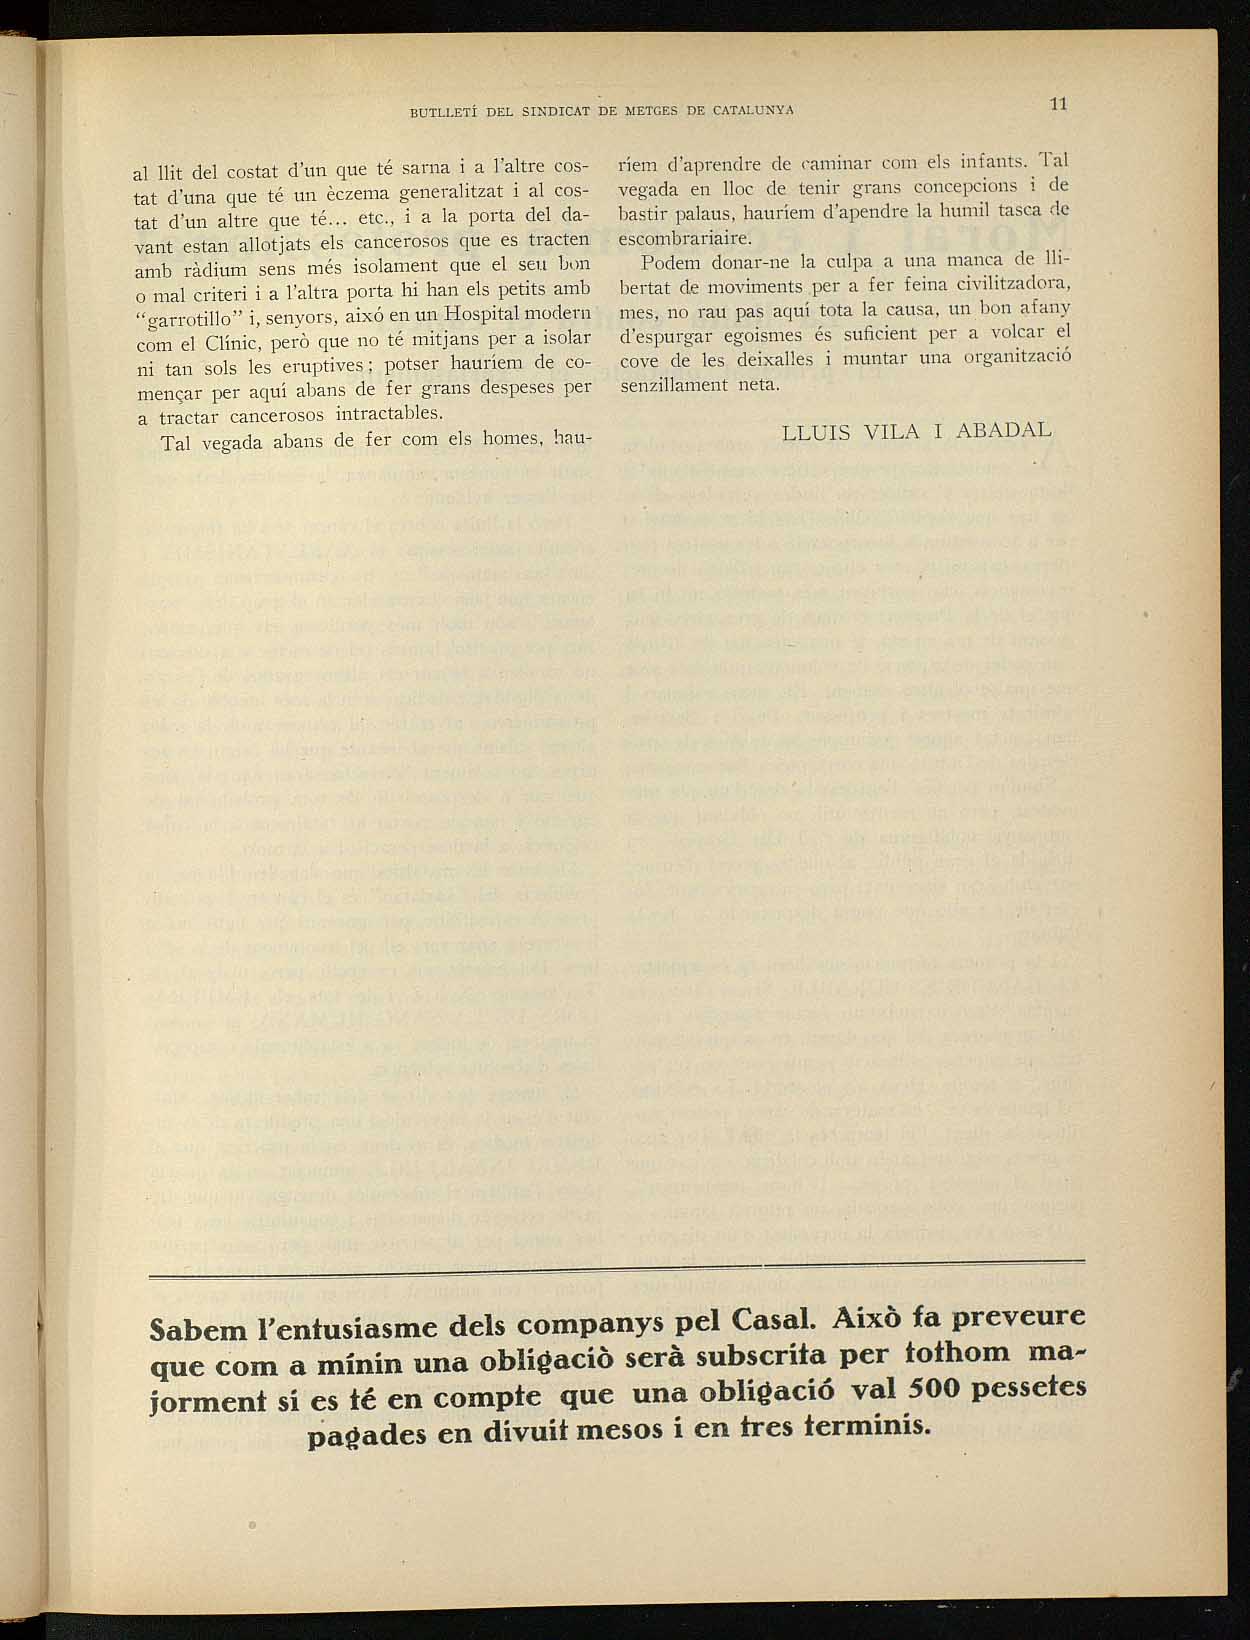 BUTLLETÍ DEL SINDICAT DE METGES DE CATALUNYA
11
al llit del costat d'un que té sarna i a l'altre cos-
tat d'una que té un èczema generalitzat i al cos-
tat d'un altre que té... etc., i a la porta del da-
vant estan allotjats els cancerosos que es tracten
amb ràdium sens més isolament que el seu bon
o mal criteri i a l'altra porta hi han els petits amb
"garrotillo" i, senyors, aixó en un Hospital modern
com el Clínic, però que no té mitjans per a isolar
ni tan sols les eruptives; potser hauríem de co-
mençar per aquí abans de fer grans despeses per
a tractar cancerosos intractables.
Tal vegada abans de fer com els homes, hau-
ríem d'aprendre de caminar com els infants. Tal
vegada en lloc de tenir grans concepcions i de
bastir palaus, hauríem d'apendre la humil tasca de
escombrariaire.
Podem donar-ne la culpa a una manca de lli-
bertat de moviments per a fer feina civilitzadora,
mes, no rau pas aquí tota la causa, un bon afany
d'espurgar egoismes és suficient per a volcar el
cove de les deixalles i muntar una organització
senzillament neta.
LLUIS VILA I ABADAL
Sabem l'entusiasme dels companys pel Casal. Això fa preveure
que com a mínin una obligaciò serà subscrita per tothom ma-
jorment si es té en compte que una obligació val 500 pessetes
pagades en divuit mesos i en tres terminis.